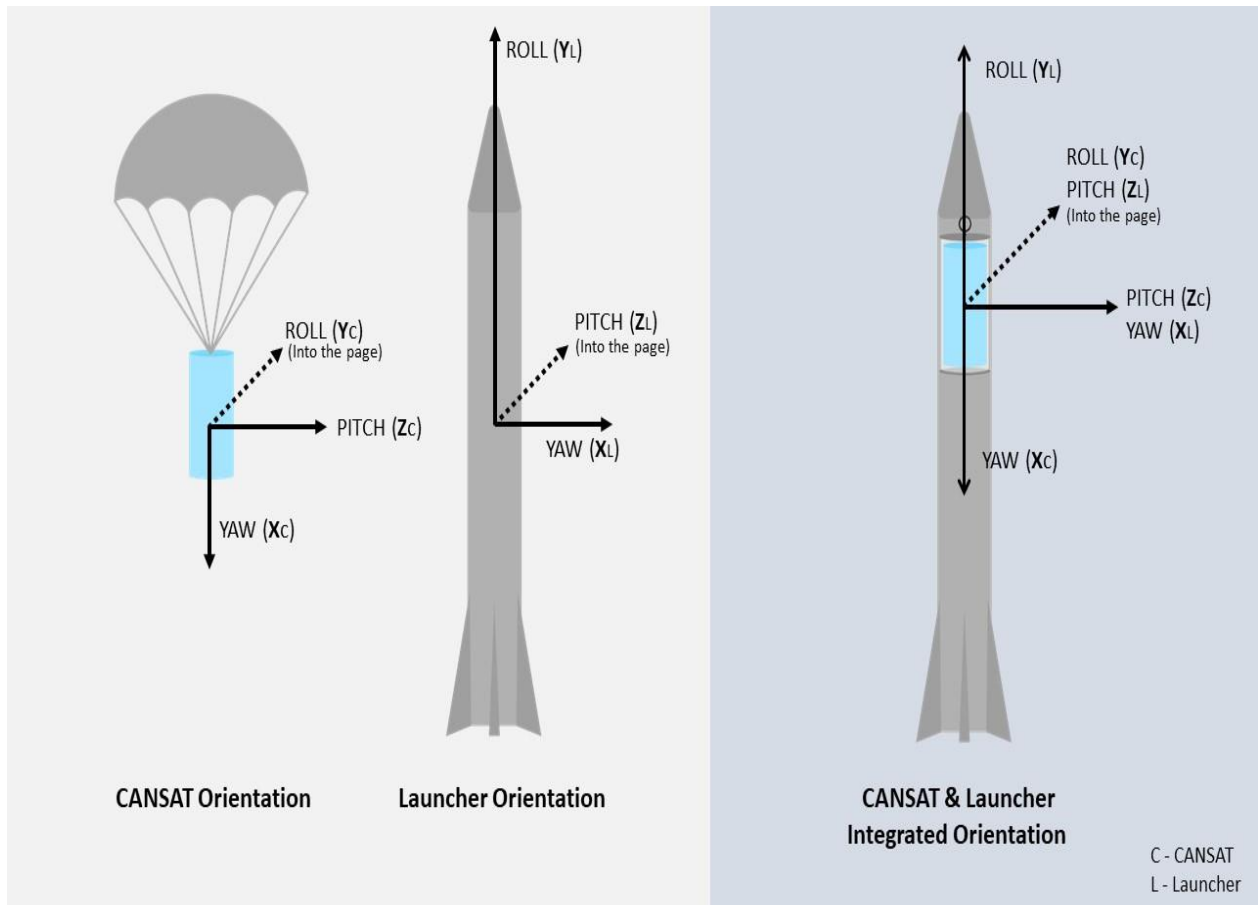 ROLL (YC)
(Into the page)
PITCH (ZC)
YAW (XC)
CANSAT Orientation
ROLL (YL)
PITCH (ZL)
(Into the page)
YAW (XL)
Launcher Orientation
ROLL (YL)
ROLL (YC)
PITCH (ZL)
(Into the page)
PITCH (ZC)
YAW (XL)
YAW (XC)
CANSAT & Launcher
Integrated Orientation
C - CANSAT
L - Launcher